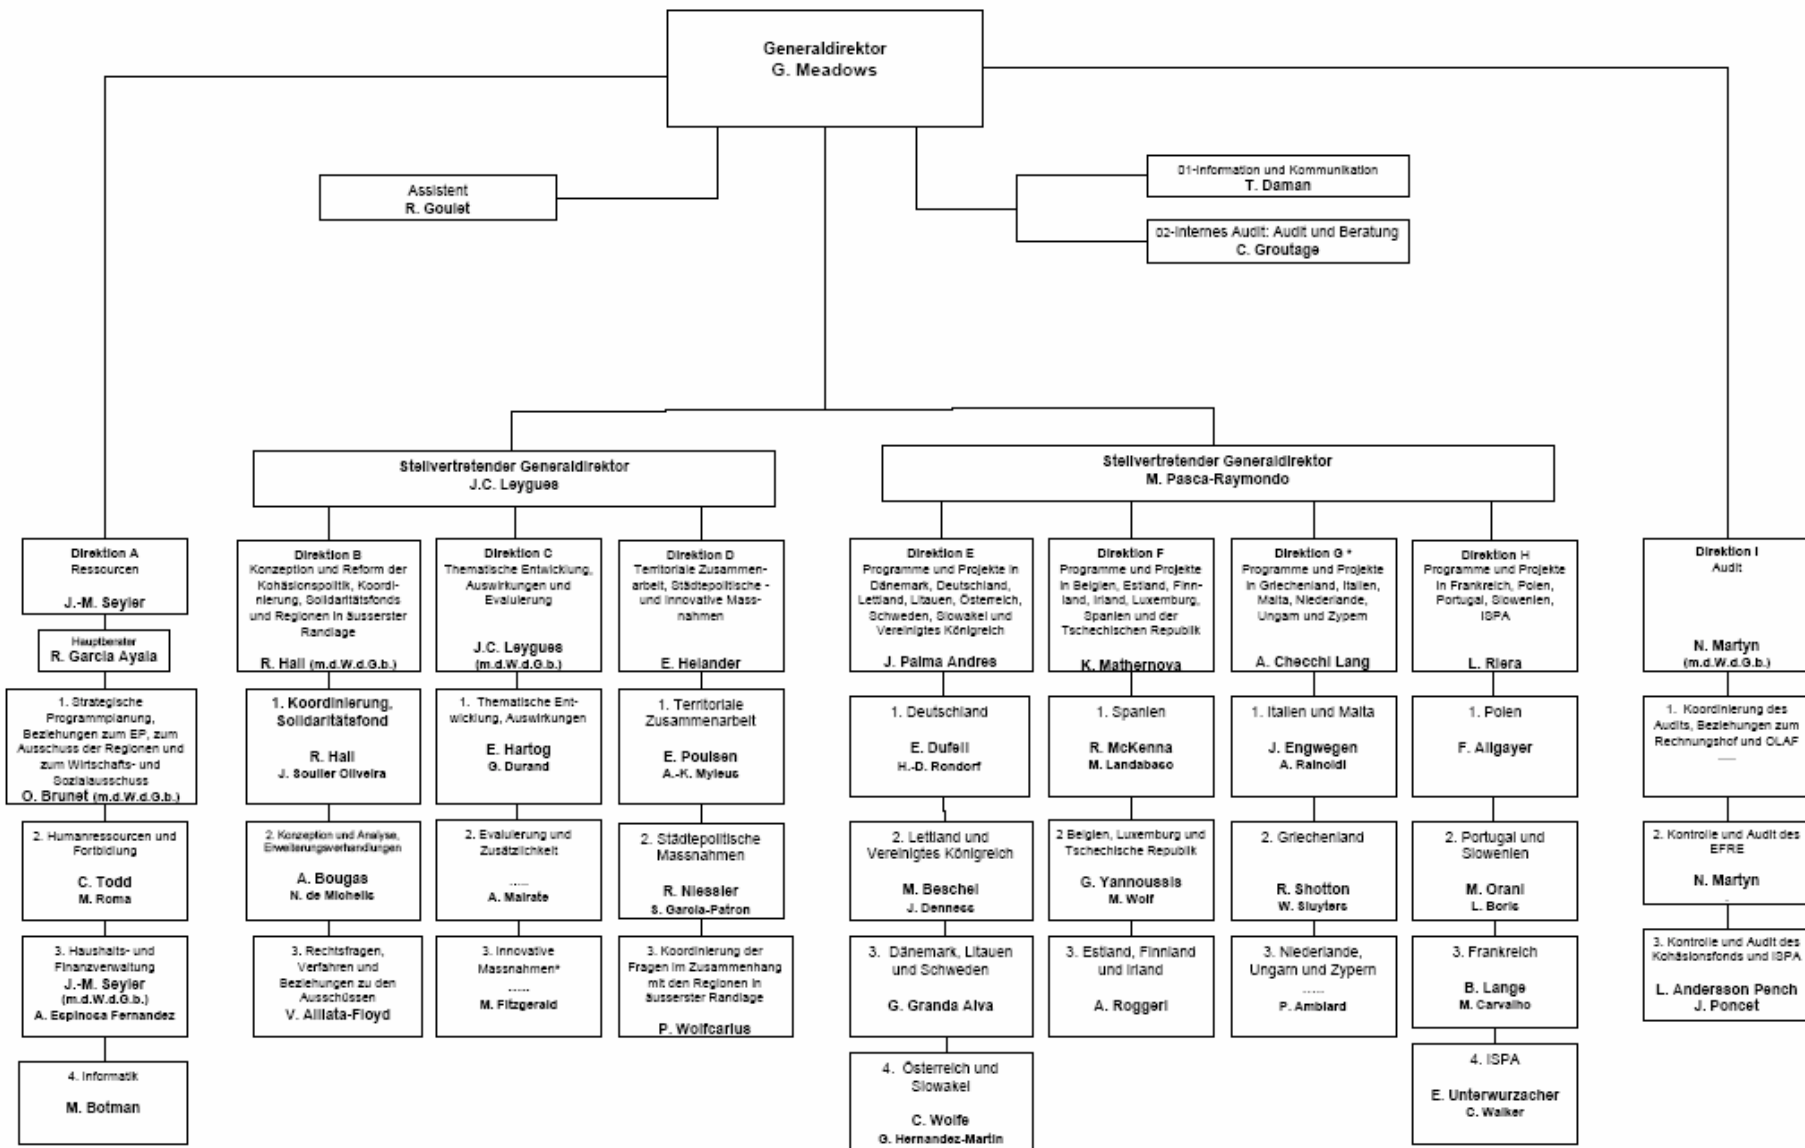 Generaldirektor
G. Meadows
Assistent
R. Goulet
01-Information und Kommunikation
T. Daman
02-Internes Audit: Audit und Beratung
C. Groutage
Stellvertretender Generaldirektor
J.C. Leygues
Stellvertretender Generaldirektor
M. Pasca-Raymondo
Direktion A
Ressourcen
J.-M. Seyler
Hauptberater
R. Garcia Ayala
1. Strategische
Programmplanung,
Beziehungen zum EP, zum
Ausschuss der Regionen und
zum Wirtschafts- und
Sozialausschuss
O. Brunet (m.d.W.d.G.b.)
2. Humanressourcen und
Fortbildung
C. Todd
M. Roma
3. Haushalts- und
Finanzverwaltung
J.-M. Seyler
(m.d.W.d.G.b.)
A. Espinosa Fernandez
4. Informatik
M. Botman
Direktion B
Konzeption und Reform der
Kohäsionspolitik, Koordi-
nierung, Solidaritätsfonds
und Regionen in äusserster
Randlage
R. Hall (m.d.W.d.G.b.)
1. Koordinierung,
Solidaritätsfond
R. Hall
J. Soulier Oliveira
2. Konzeption und Analyse,
Erweiterungsverhandlungen
A. Bougas
N. de Michelis
3. Rechtsfragen,
Verfahren und
Beziehungen zu den
Ausschüssen
V. Alliata-Floyd
Direktion C
Thematische Entwicklung,
Auswirkungen und
Evaluierung
J.C. Leygues
(m.d.W.d.G.b.)
1. Thematische Ent-
wicklung, Auswirkungen
E. Hartog
G. Durand
2. Evaluierung und
Zusätzlichkeit
.....
A. Mairate
3. Innovative
Massnahmen*
......
M. Fitzgerald
Direktion D
Territoriale Zusammen-
arbeit, Städtepolitische -
und Innovative Mass-
nahmen
E. Helander
1. Territoriale
Zusammenarbeit
E. Poulsen
A.-K. Myleus
2. Städtepolitische
Massnahmen
R. Niessler
S. Garcia-Patron
3. Koordinierung der
Fragen im Zusammenhang
mit den Regionen in
äusserster Randlage
P. Wolfcarius
Direktion E
Programme und Projekte in
Dänemark, Deutschland,
Lettland, Litauen, Österreich,
Schweden, Slowakei und
Vereinigtes Königreich
J. Palma Andres
1. Deutschland
E. Dufeil
H.-D. Rondorf
2. Lettland und
Vereinigtes Königreich
M. Beschel
J. Denness
3. Dänemark, Litauen
und Schweden
G. Granda Alva
4. Österreich und
Slowakei
C. Wolfe
G. Hernandez-Martin
Direktion F
Programme und Projekte
in Belgien, Estland, Finn-
land, Irland, Luxemburg,
Spanien und der
Tschechischen Republik
K. Mathernova
1. Spanien
R. McKenna
M. Landabaso
2 Belgien, Luxemburg und
Tschechische Republik
G. Yannoussis
M. Wolf
3. Estland, Finnland
und Irland
A. Roggeri
Direktion G *
Programme und Projekte
in Griechenland, Italien,
Malta, Niederlande,
Ungarn und Zypern
A. Checchi Lang
1. Italien und Malta
J. Engwegen
A. Rainoldi
2. Griechenland
R. Shotton
W. Sluyters
3. Niederlande,
Ungarn und Zypern
......
P. Amblard
Direktion H
Programme und Projekte
in Frankreich, Polen,
Portugal, Slowenien,
ISPA
L. Riera
1. Polen
F. Allgayer
2. Portugal und
Slowenien
M. Orani
L. Boris
3. Frankreich
B. Lange
M. Carvalho
4. ISPA
E. Unterwurzacher
C. Walker
Direktion I
Audit
N. Martyn
(m.d.W.d.G.b.)
1. Koordinierung des
Audits, Beziehungen zum
Rechnungshof und OLAF
.....
2. Kontrolle und Audit des
EFRE
N. Martyn
3. Kontrolle und Audit des
Kohäsionsfonds und ISPA
L. Andersson Pench
J. Poncet